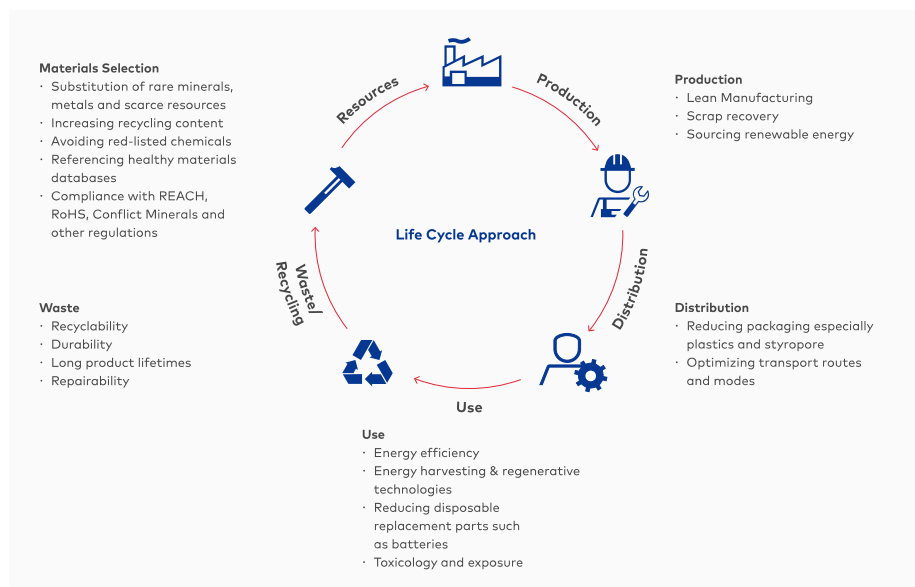 Materials Selection
· Substitution of rare minerals,
metals and scarce resources
· Increasing recycling content
· Avoiding red-listed chemicals
· Referencing healthy materials
databases
· Compliance with REACH,
RoHS, Conflict Minerals and
other regulations
Resources
Production
Production
· Lean Manufacturing
· Scrap recovery
· Sourcing renewable energy
Life Cycle Approach
Waste/
Recycling
Distribution
Waste
· Recyclability
· Durability
· Long product lifetimes
· Repairability
Distribution
· Reducing packaging especially
plastics and styropore
· Optimizing transport routes
and modes
Use
Use
· Energy efficiency
· Energy harvesting & regenerative
technologies
· Reducing disposable
replacement parts such
as batteries
· Toxicology and exposure